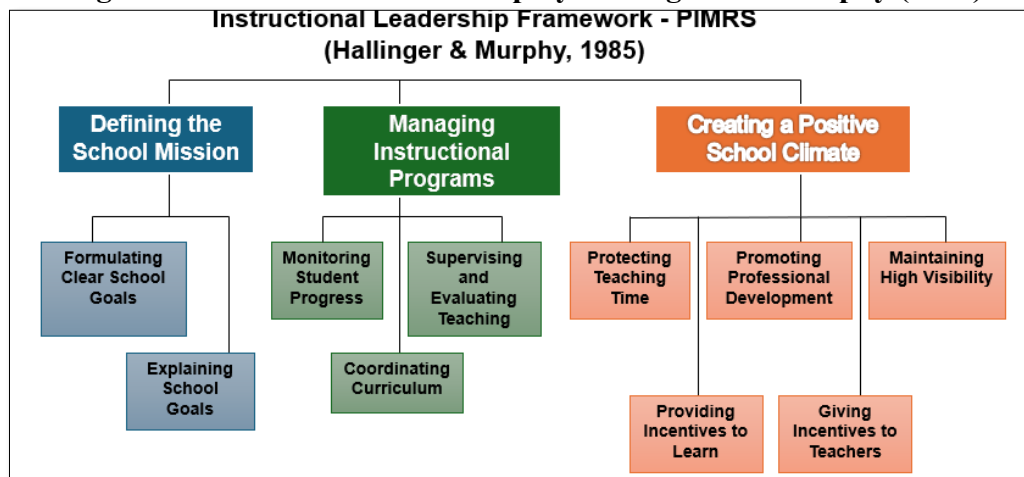 Instructional Leadership Framework - PIMRS
(Hallinger & Murphy, 1985)
Defining the
School Mission
Managing
Instructional
Programs
Creating a Positive
School Climate
Formulating
Clear School
Goals
Explaining
School
Goals
Monitoring
Student
Progress
Supervising
and
Evaluating
Teaching
Coordinating
Curriculum
Protecting
Teaching
Time
Promoting
Professional
Development
Maintaining
High Visibility
Providing
Incentives to
Learn
Giving
Incentives to
Teachers